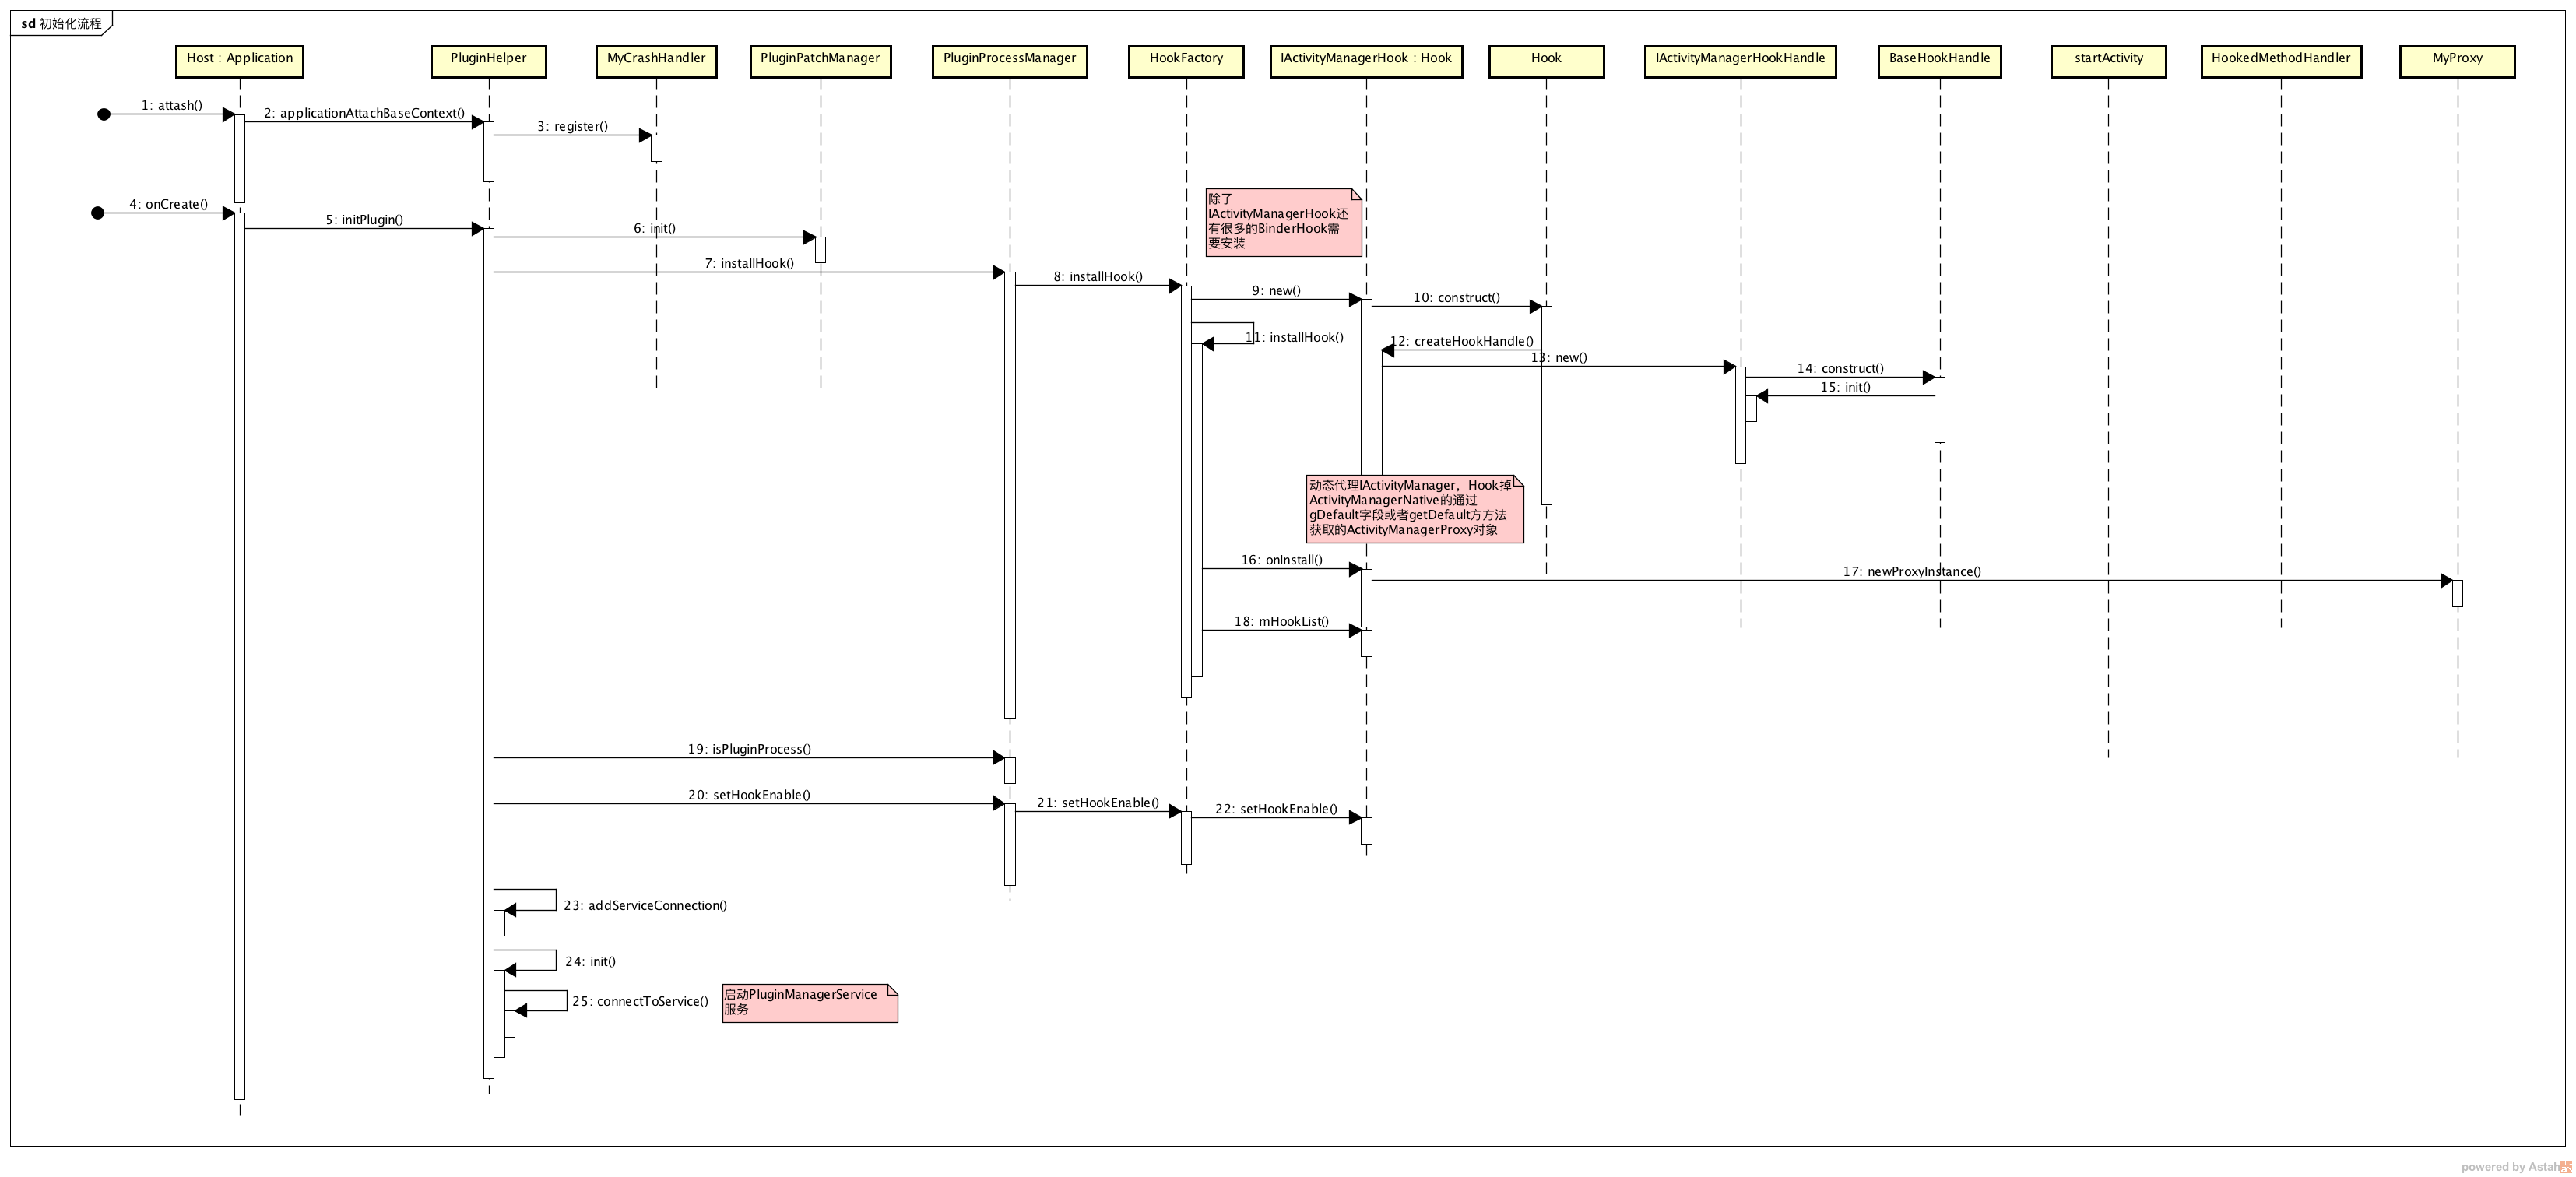 sd 初始化流程
Host : Application
PluginHelper
MyCrashHandler
PluginPatchManager
PluginProcessManager
HookFactory
IActivityManagerHook : Hook
Hook
IActivityManagerHookHandle
BaseHookHandle
startActivity
HookedMethodHandler
MyProxy
1: attash()
2: applicationAttachBaseContext()
3: register()
4: onCreate()
5: initPlugin()
6: init()
除了
IActivityManagerHook还
有很多的BinderHook需
要安装
7: installHook()
8: installHook()
9: new()
10: construct()
11: installHook()
12: createHookHandle()
13: new()
14: construct()
15: init()
动态代理IActivityManager，Hook掉
ActivityManagerNative的通过
gDefault字段或者getDefault方方法
获取的ActivityManagerProxy对象
16: onInstall()
17: newProxyInstance()
18: mHookList()
19: isPluginProcess()
20: setHookEnable()
21: setHookEnable()
22: setHookEnable()
23: addServiceConnection()
24: init()
25: connectToService()
启动PluginManagerService
服务
powered by Astah